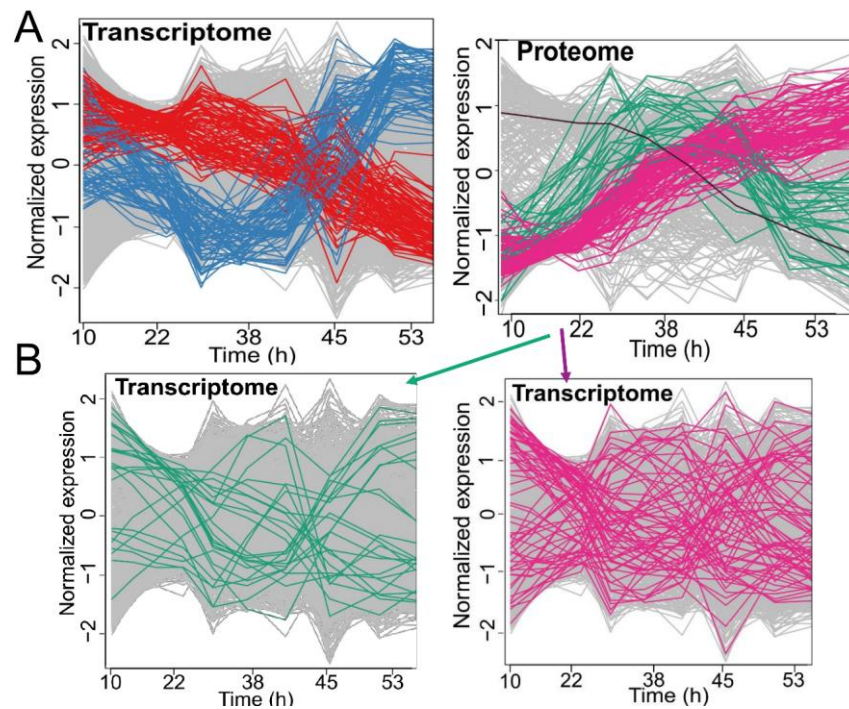 A
Transcriptome
Normalized expression
2
1
0
−1
−2
10 22 38 45 53
Time (h)
Proteome
Normalized expression
2
1
0
−1
−2
10 22 38 45 53
Time (h)
B
Transcriptome
Normalized expression
2
1
0
−1
−2
10 22 38 45 53
Time (h)
Transcriptome
Normalized expression
2
1
0
−1
−2
10 22 38 45 53
Time (h)